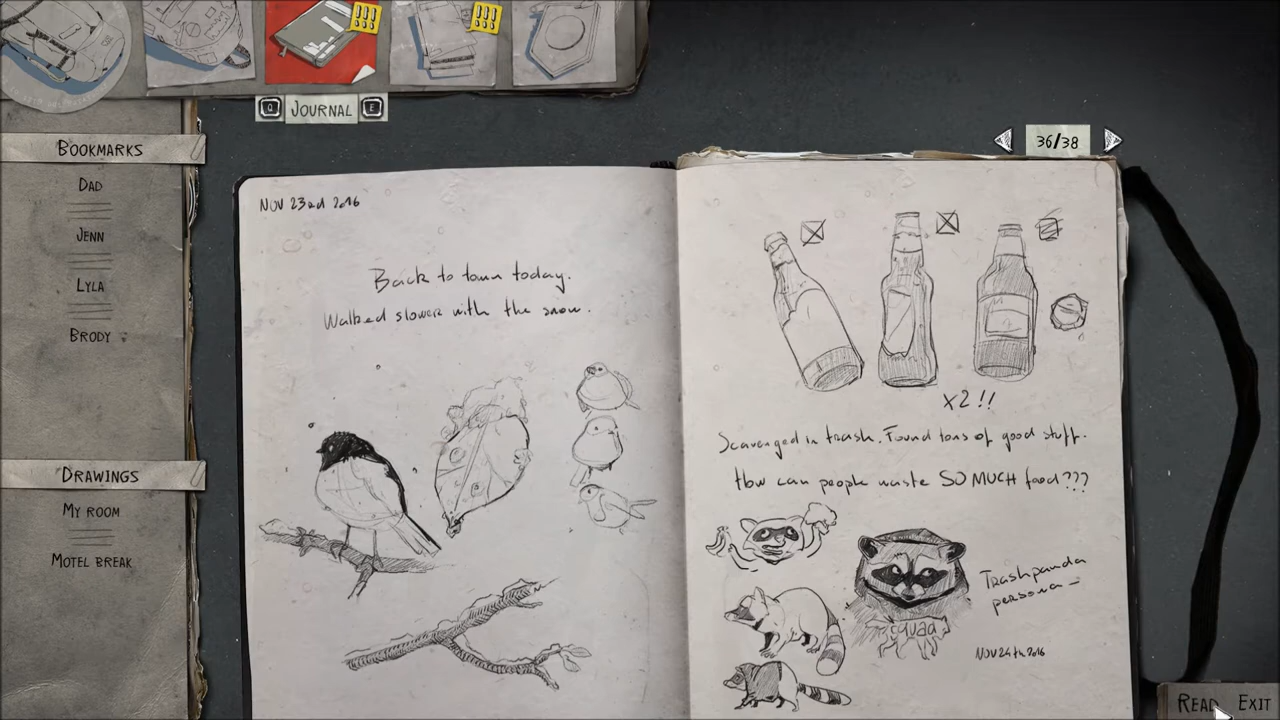 Q JOURNAL E
36/38
BOOKMARKS
DAD
JENN
LYLA
BRODY
DRAWINGS
MY ROOM
MOTEL BREAK
NOV 23rd 2016
Back to town today.
Walked slower with the snow.
x2!!
Scavenged in trash. Found tons of good stuff.
How can people waste SO MUCH food???
Trashpanda
persona
squad
NOV 24th 2016
READ EXIT